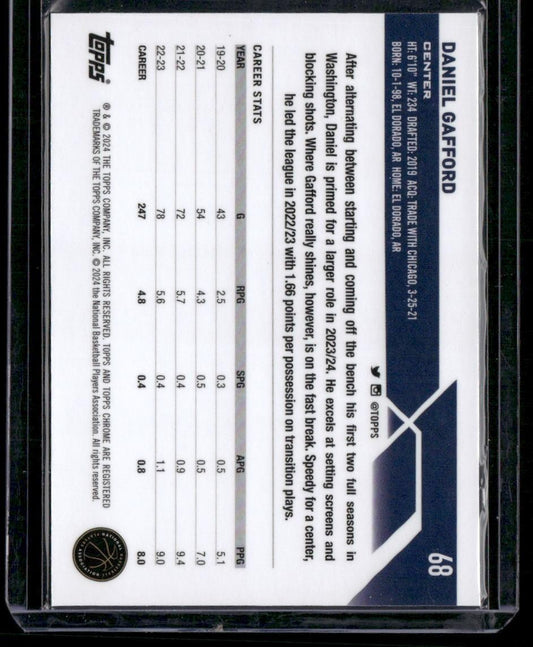 DANIEL GAFFORD
68
CENTER
HT: 6'10" WT: 234 DRAFTED: 2019 ACQ: TRADE WITH CHICAGO, 3-25-21
BORN: 10-1-98, EL DORADO, AR HOME: EL DORADO, AR
@TOPPS
After alternating between starting and coming off the bench his first two full seasons in
Washington, Daniel is primed for a larger role in 2023/24. He excels at setting screens and
blocking shots. Where Gafford really shines, however, is on the fast break. Speedy for a center,
he led the league in 2022/23 with 1.66 points per possession on transition plays.
CAREER STATS
YEAR G RPG SPG APG PPG
19-20 43 2.5 0.3 0.5 5.1
20-21 54 4.3 0.5 0.5 7.0
21-22 72 5.7 0.4 0.9 9.4
22-23 78 5.6 0.4 1.1 9.0
CAREER 247 4.8 0.4 0.8 8.0
topps
® & © 2024 THE TOPPS COMPANY, INC. ALL RIGHTS RESERVED. TOPPS AND TOPPS CHROME ARE REGISTERED
TRADEMARKS OF THE TOPPS COMPANY, INC. © 2024 the National Basketball Players Association. All rights reserved.